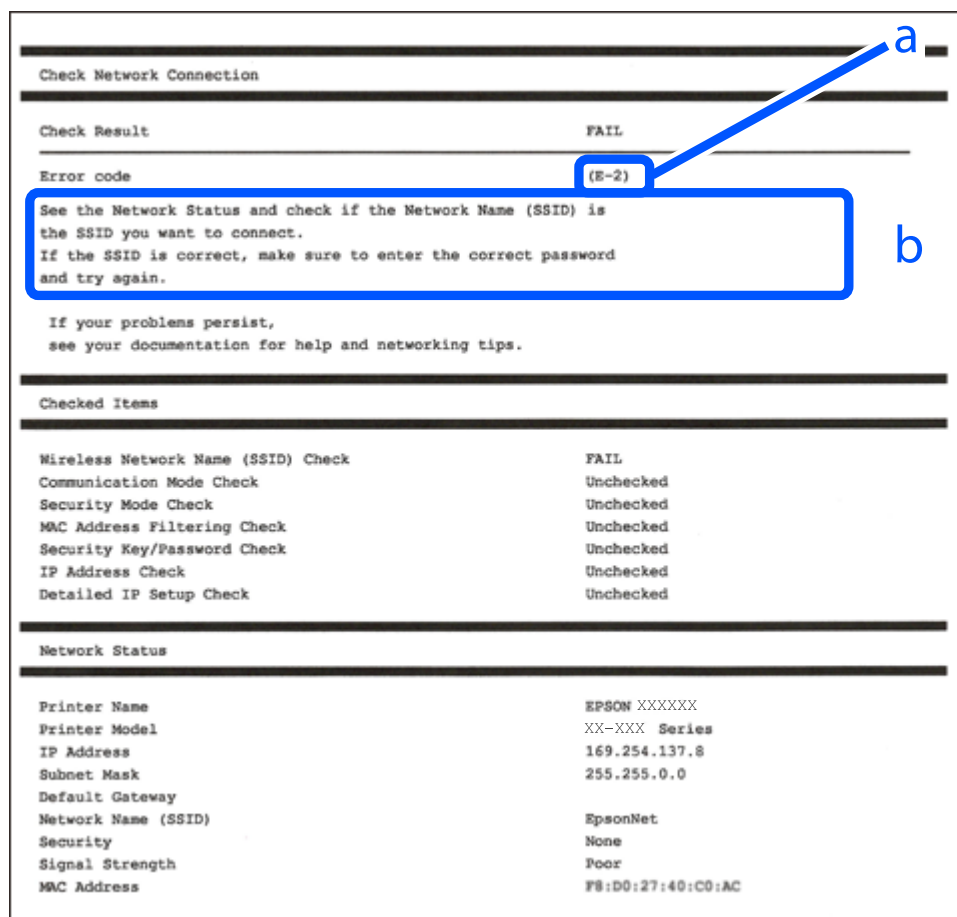 a
Check Network Connection
Check Result FAIL
Error code (E-2)
See the Network Status and check if the Network Name (SSID) is
the SSID you want to connect.
If the SSID is correct, make sure to enter the correct password
and try again.
b
If your problems persist,
see your documentation for help and networking tips.
Checked Items
Wireless Network Name (SSID) Check FAIL
Communication Mode Check Unchecked
Security Mode Check Unchecked
MAC Address Filtering Check Unchecked
Security Key/Password Check Unchecked
IP Address Check Unchecked
Detailed IP Setup Check Unchecked
Network Status
Printer Name EPSON XXXXXX
Printer Model XX-XXX Series
IP Address 169.254.137.8
Subnet Mask 255.255.0.0
Default Gateway
Network Name (SSID) EpsonNet
Security None
Signal Strength Poor
MAC Address F8:D0:27:40:C0:AC